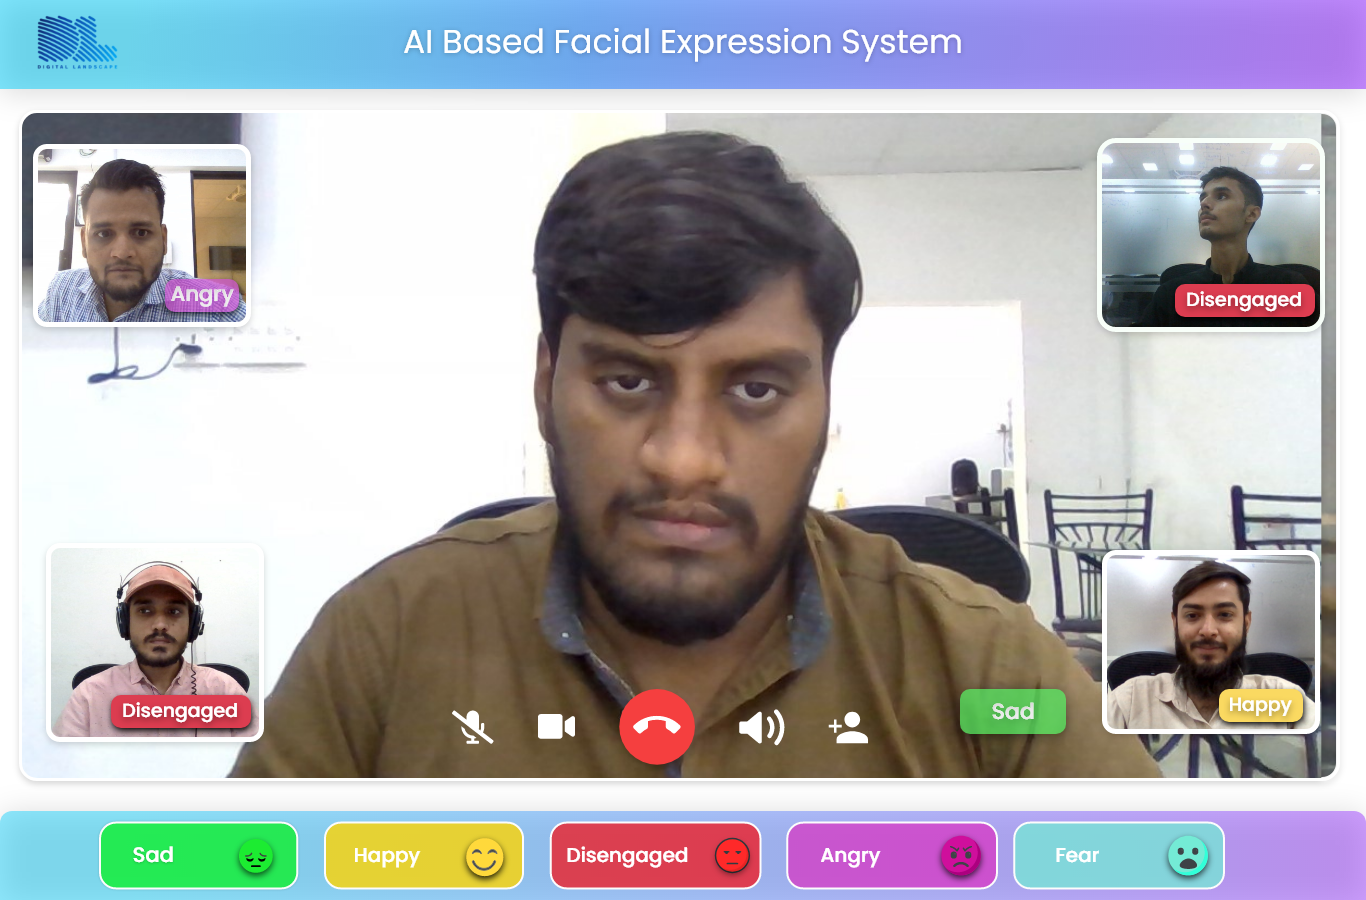 DIGITAL LANDSCAPE
AI Based Facial Expression System
Angry
Disengaged
Disengaged
Sad
Happy
Sad
Happy
Disengaged
Angry
Fear